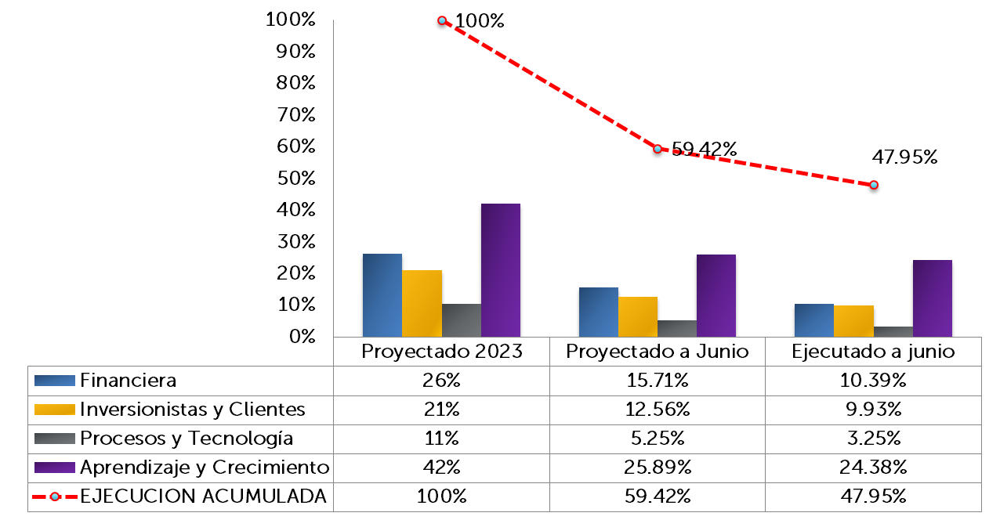 100%
90%
80%
70%
60%
50%
40%
30%
20%
10%
0%
100%
59.42%
47.95%
Proyectado 2023 Proyectado a Junio Ejecutado a junio
Financiera 26% 15.71% 10.39%
Inversionistas y Clientes 21% 12.56% 9.93%
Procesos y Tecnología 11% 5.25% 3.25%
Aprendizaje y Crecimiento 42% 25.89% 24.38%
EJECUCION ACUMULADA 100% 59.42% 47.95%